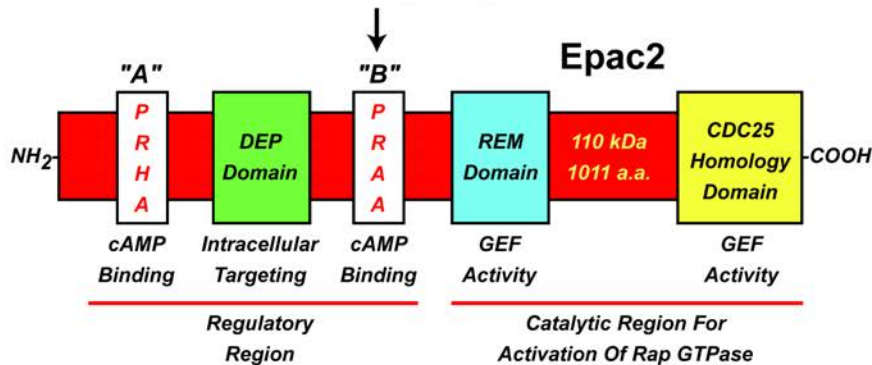 Epac2
"A"
"B"
P
R
H
A
DEP
Domain
P
R
A
A
REM
Domain
110 kDa
1011 a.a.
CDC25
Homology
Domain
NH2
COOH
cAMP
Binding
Intracellular
Targeting
cAMP
Binding
GEF
Activity
GEF
Activity
Regulatory
Region
Catalytic Region For
Activation Of Rap GTPase